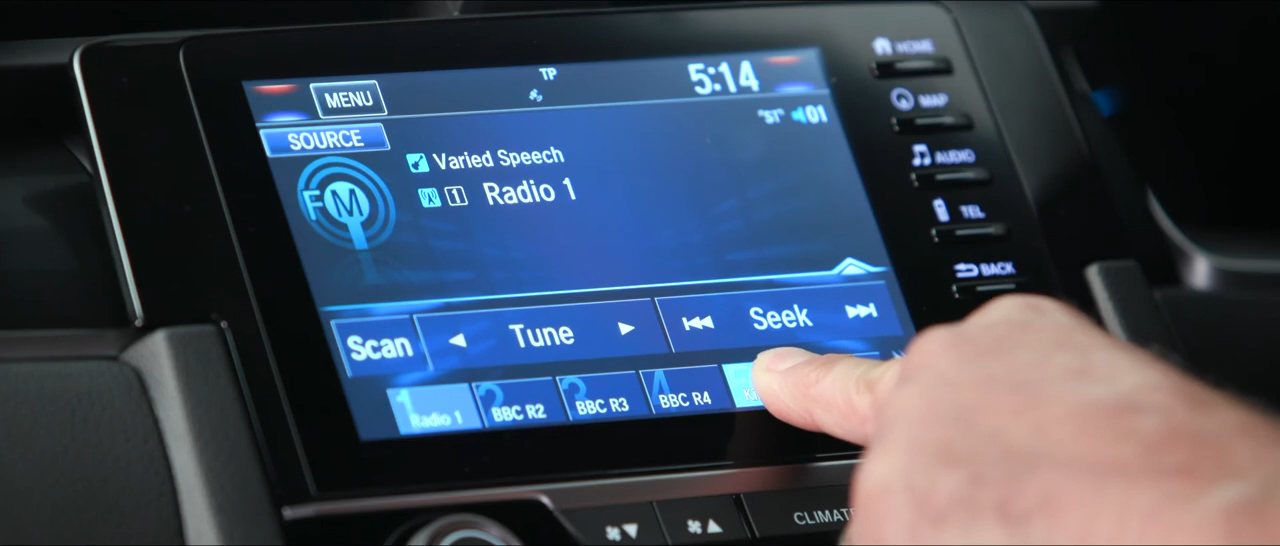 MENU
TP
5:14
SOURCE
"ST"
01
Varied Speech
FM
1
Radio 1
Scan
Tune
Seek
1
Radio 1
2
BBC R2
3
BBC R3
4
BBC R4
HOME
MAP
AUDIO
TEL
BACK